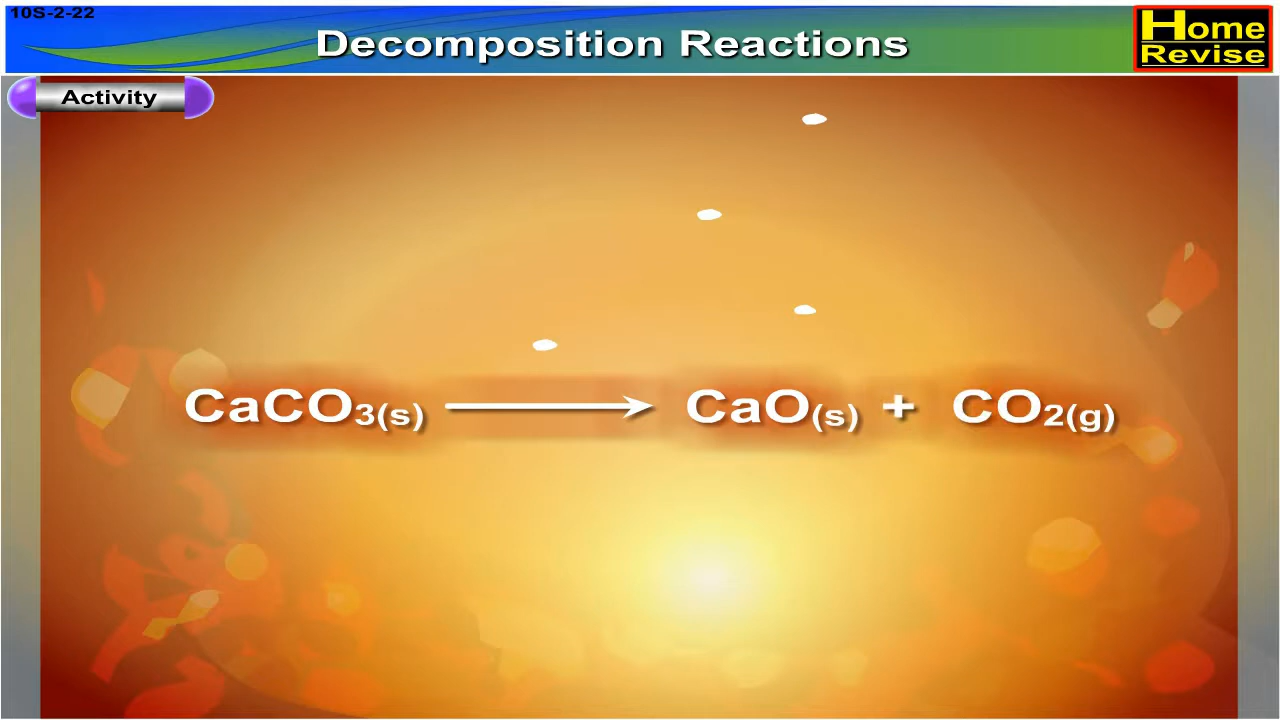 10S-2-22
Decomposition Reactions
Home
Revise
Activity
CaCO3(s) ⟶ CaO(s) + CO2(g)